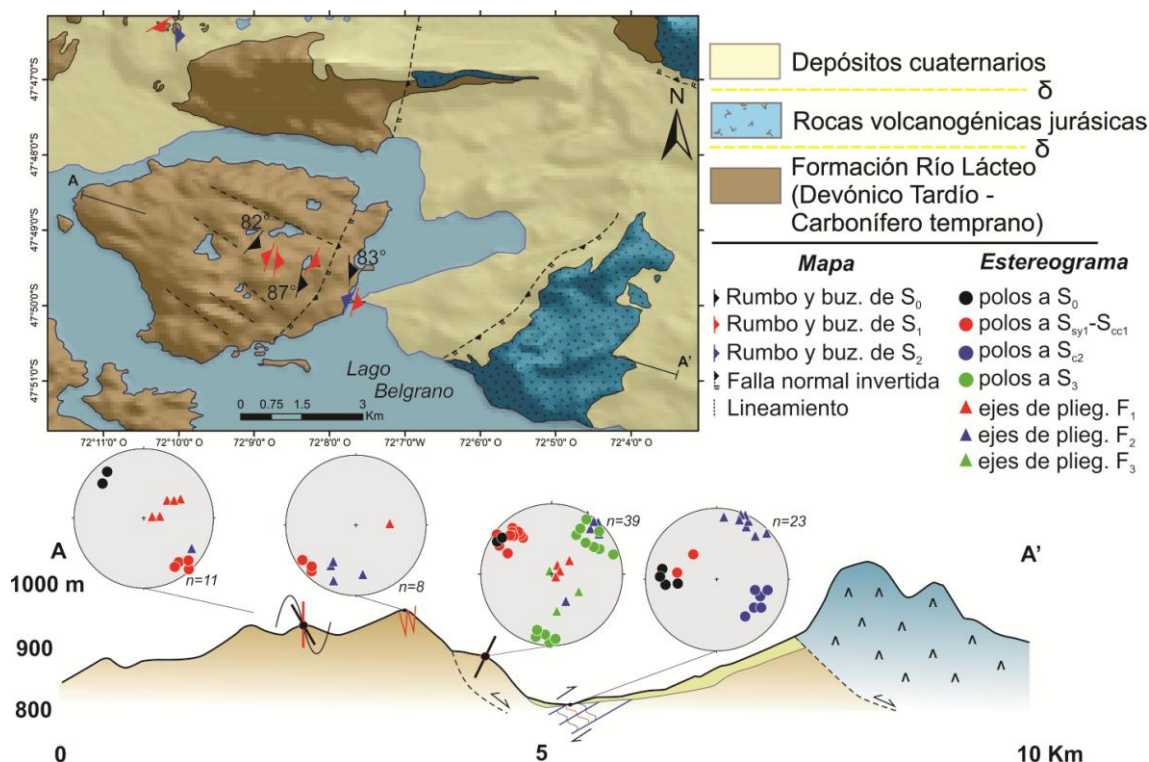 47°47'0"S
47°48'0"S
47°49'0"S
47°50'0"S
47°51'0"S
N
A
82°
83°
87°
A'
Lago
Belgrano
0 0.75 1.5 3
Km
72°11'0" O 72°10'0" O 72°9'0" O 72°8'0" O 72°7'0" O 72°6'0" O 72°50'0" O 72°4'0" O
Depósitos cuaternarios
δ
Rocas volcanogénicas jurásicas
δ
Formación Río Lácteo
(Devónico Tardío -
Carbonífero temprano)
Mapa
Rumbo y buz. de S₀
Rumbo y buz. de S₁
Rumbo y buz. de S₂
Falla normal invertida
Lineamiento
Estereograma
polos a S₀
polos a Ssy1-Scc1
polos a Sc2
polos a S₃
ejes de plieg. F₁
ejes de plieg. F₂
ejes de plieg. F₃
n=11
n=8
n=39
n=23
A
A'
1000 m
900
800
0 5 10 Km